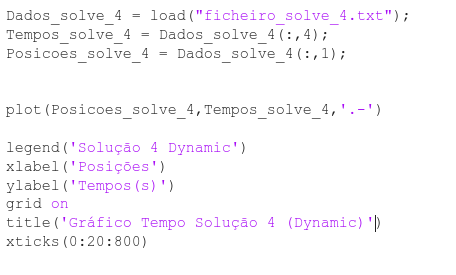 Dados_solve_4 = load("ficheiro_solve_4.txt");
Tempos_solve_4 = Dados_solve_4(:,4);
Posicoes_solve_4 = Dados_solve_4(:,1);
plot(Posicoes_solve_4,Tempos_solve_4,'.-')
legend('Solução 4 Dynamic')
xlabel('Posições')
ylabel('Tempos(s)')
grid on
title('Gráfico Tempo Solução 4 (Dynamic)')
xticks(0:20:800)